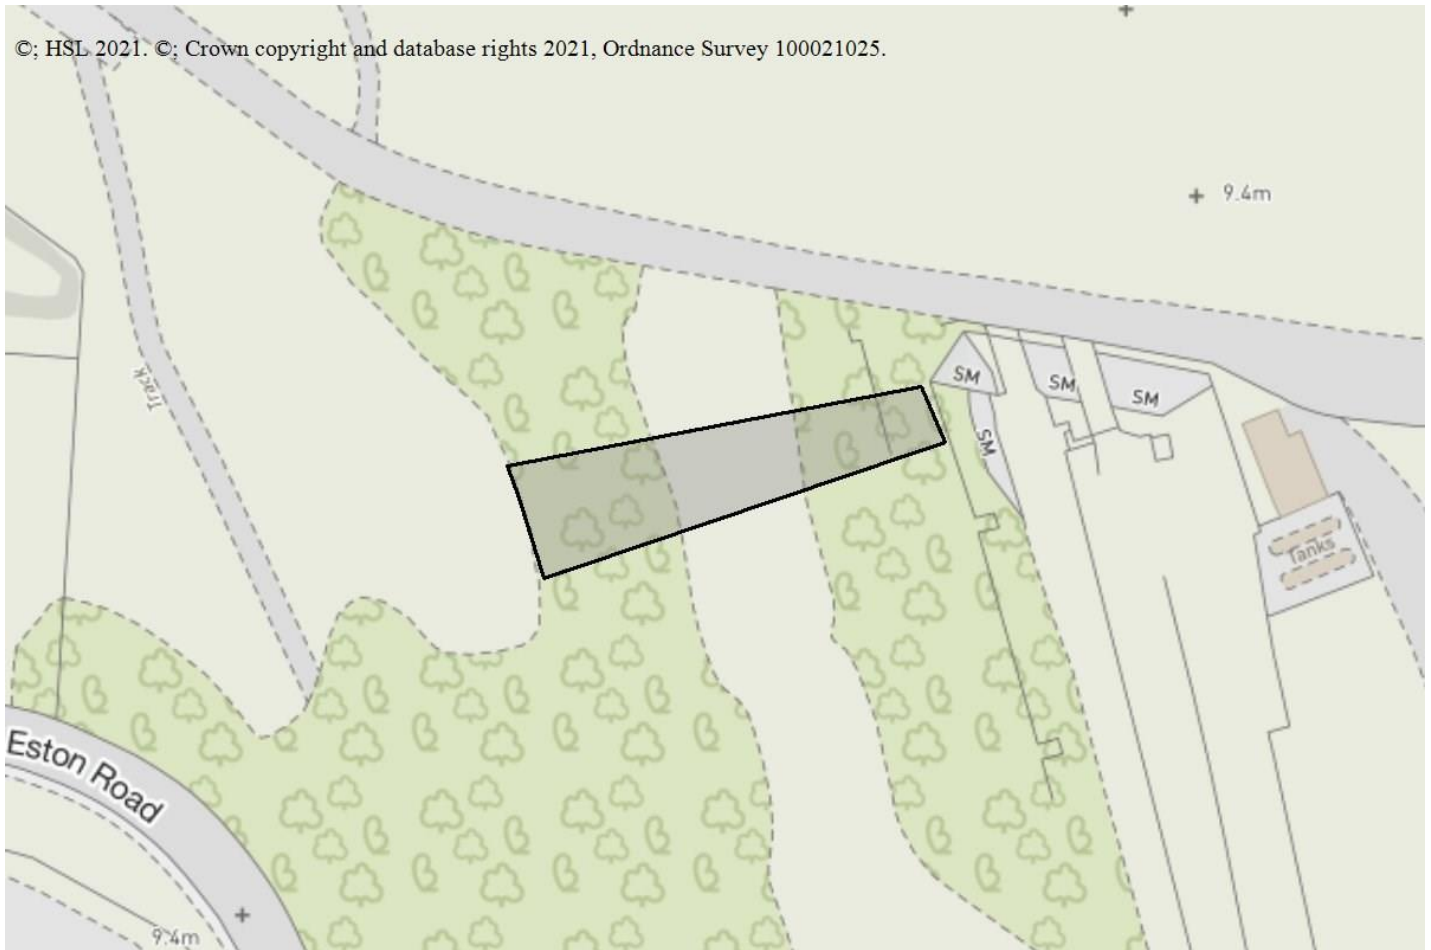 ©; HSL 2021. ©; Crown copyright and database rights 2021, Ordnance Survey 100021025.
9.4m
Track
SM
SM
SM
SM
Tanks
Eston Road
9.4m